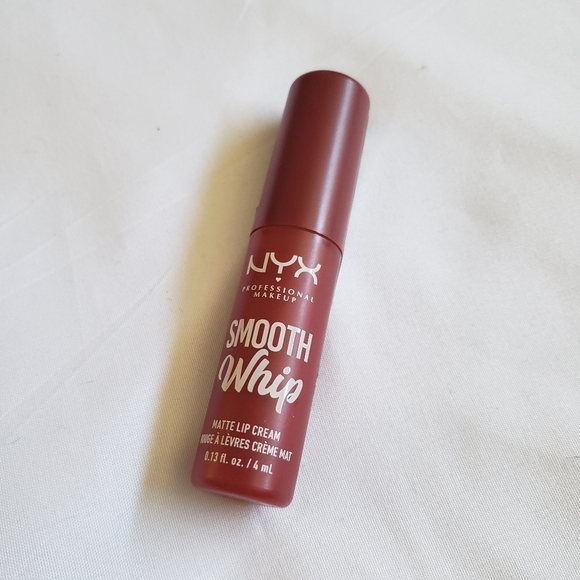 NYX
PROFESSIONAL
MAKEUP
SMOOTH
Whip
MATTE LIP CREAM
ROUGE À LÈVRES CRÈME MAT
0.13 fl. oz. / 4 mL